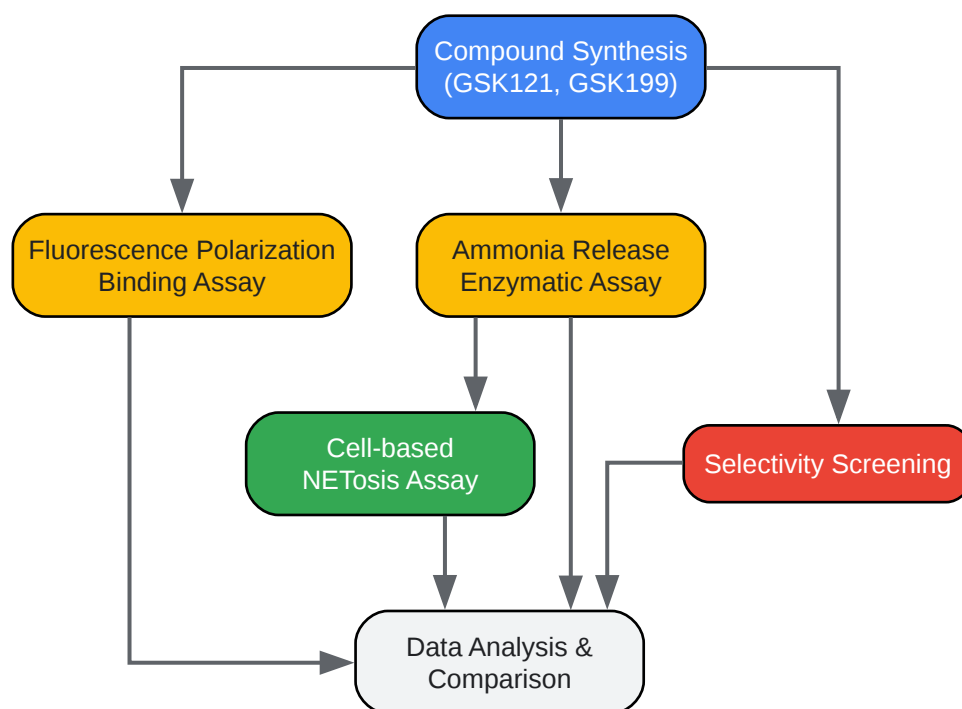 Compound Synthesis
(GSK121, GSK199)
Fluorescence Polarization
Binding Assay
Ammonia Release
Enzymatic Assay
Cell-based
NETosis Assay
Selectivity Screening
Data Analysis &
Comparison